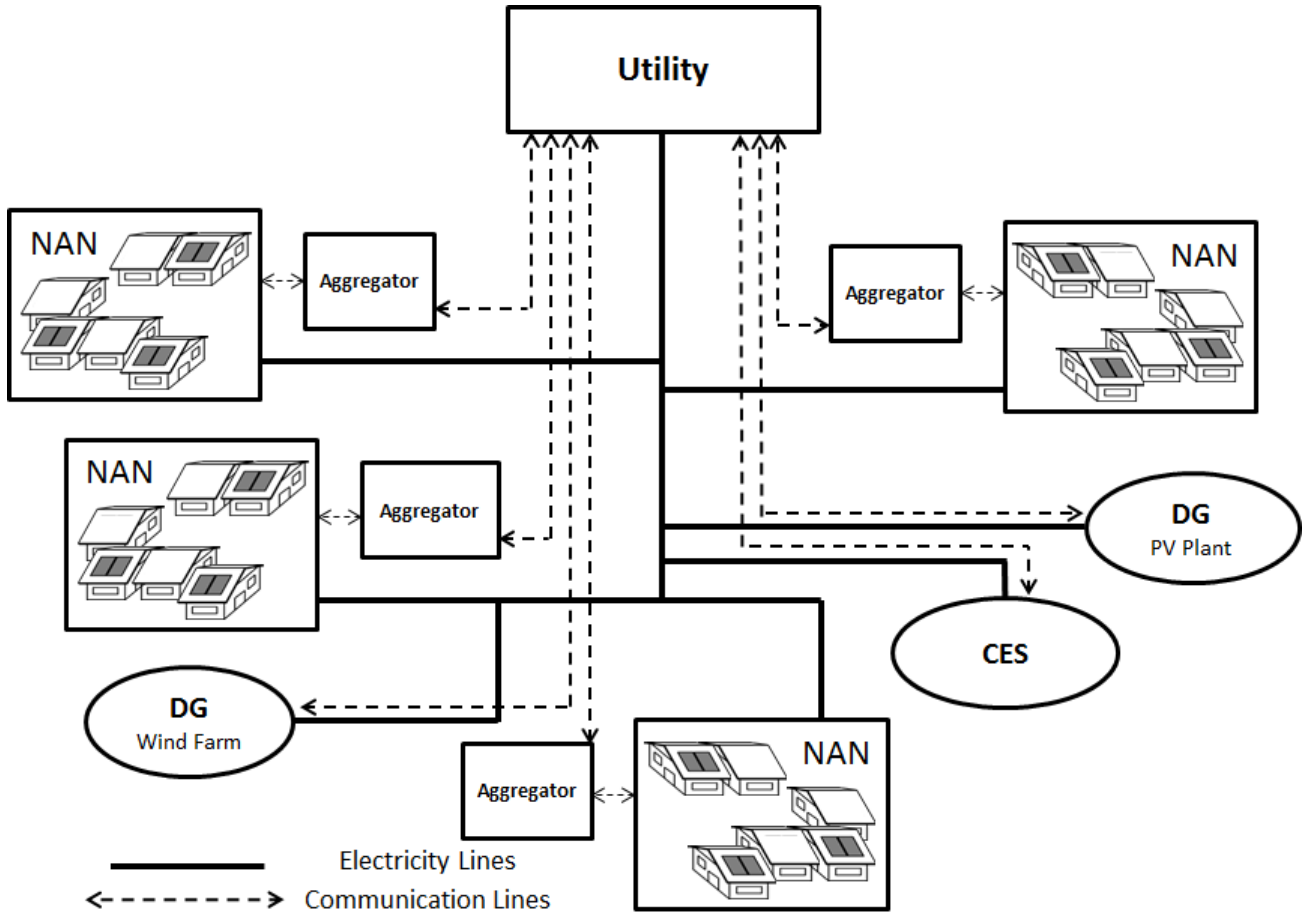 Utility
NAN
Aggregator
Aggregator
NAN
NAN
Aggregator
DG
PV Plant
CES
DG
Wind Farm
Aggregator
NAN
Electricity Lines
Communication Lines